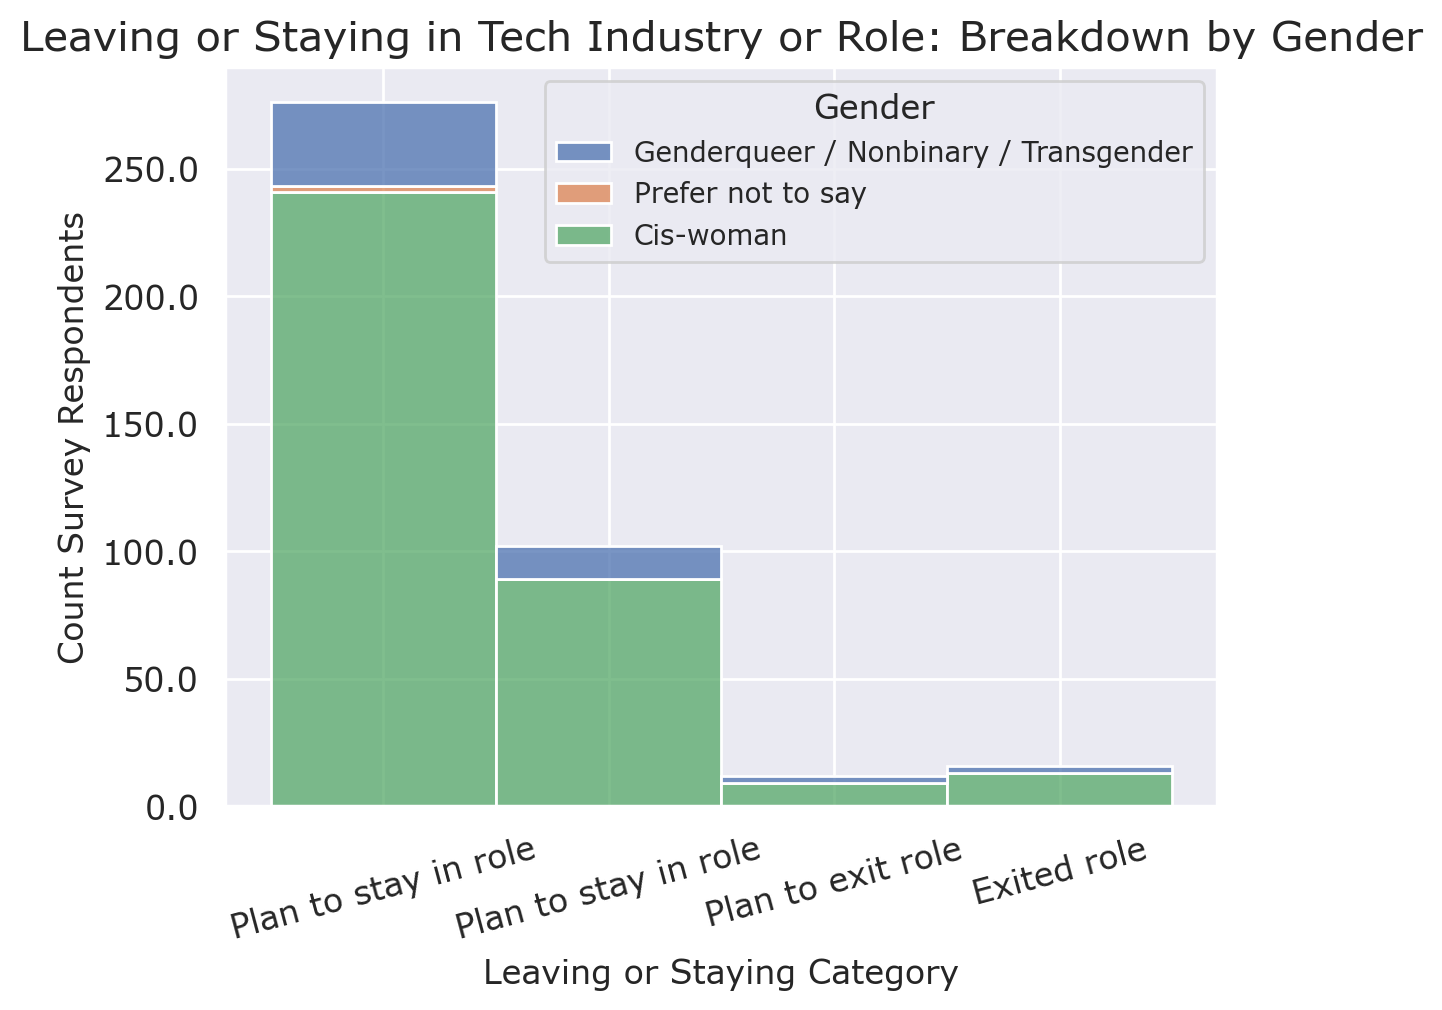 Leaving or Staying in Tech Industry or Role: Breakdown by Gender
Gender
Genderqueer / Nonbinary / Transgender
Prefer not to say
Cis-woman
Count Survey Respondents
250.0
200.0
150.0
100.0
50.0
0.0
Plan to stay in role
Plan to stay in role
Plan to exit role
Exited role
Leaving or Staying Category